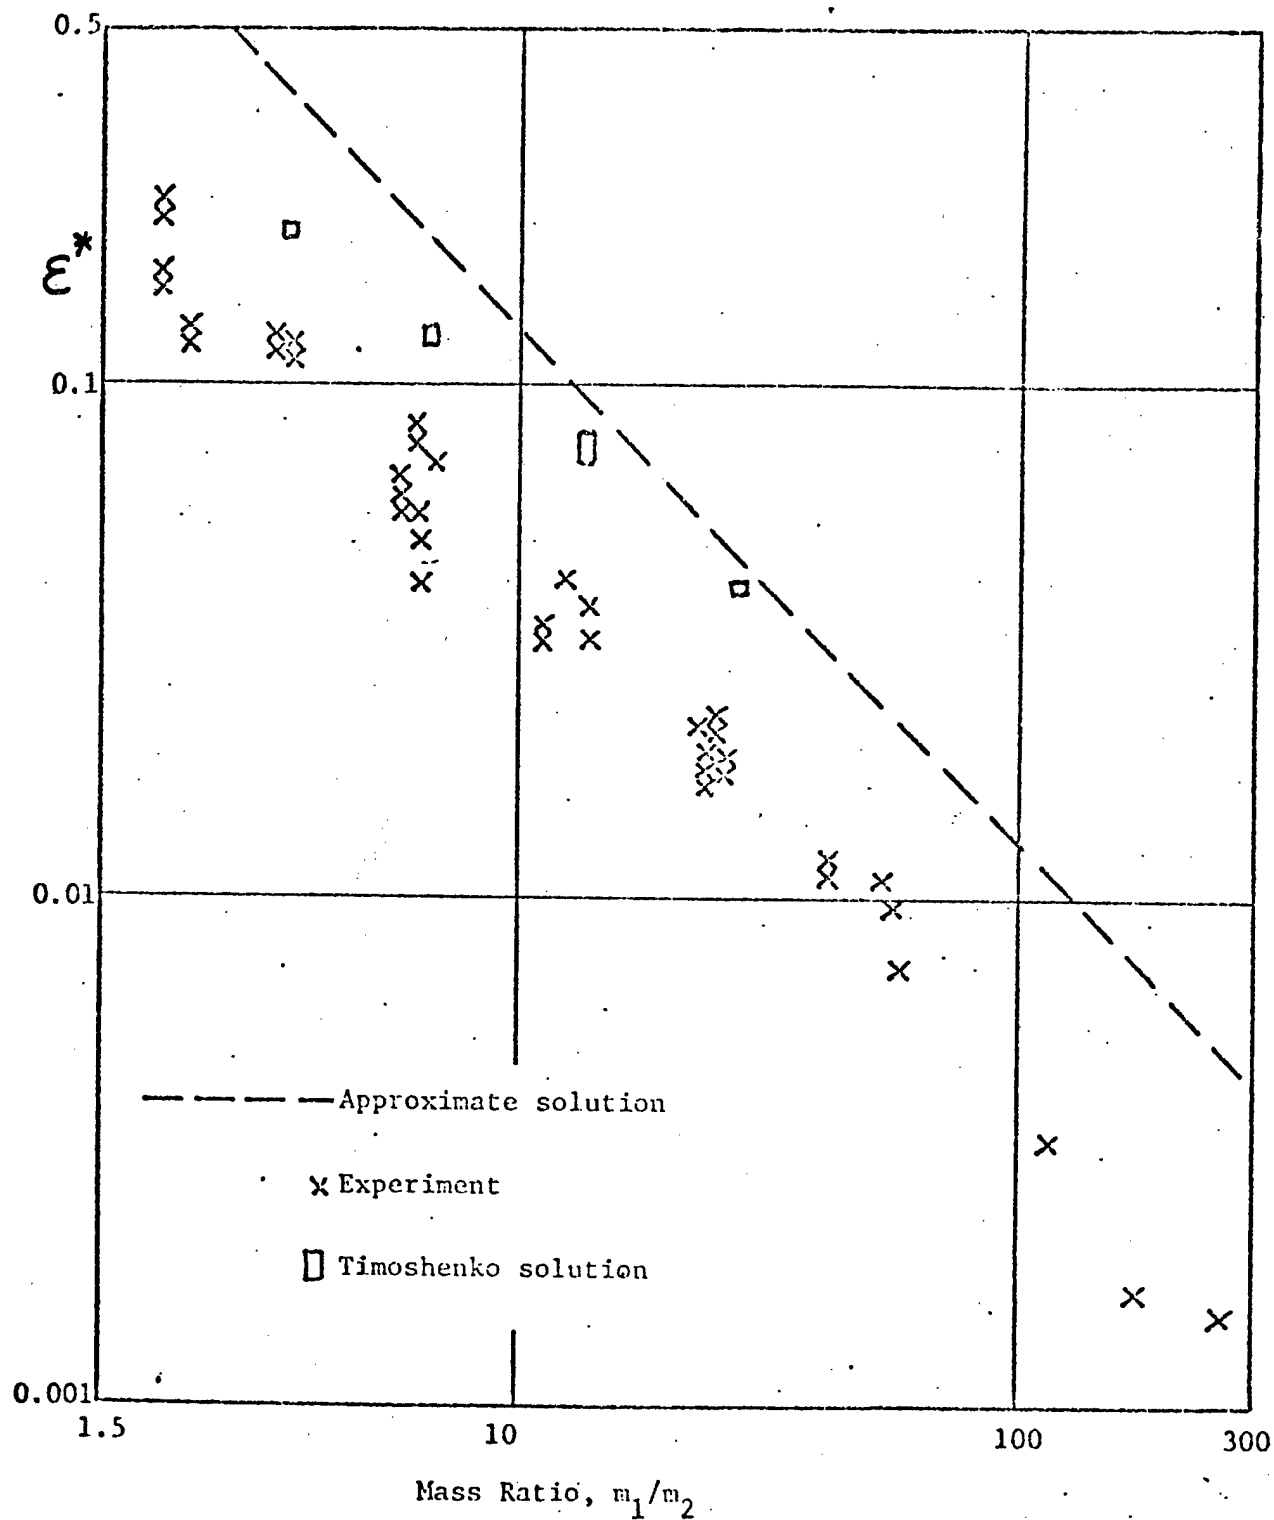 0.5
ε*
0.1
0.01
Approximate solution
x Experiment
Timoshenko solution
0.001
1.5 10 100 300
Mass Ratio, m₁/m₂